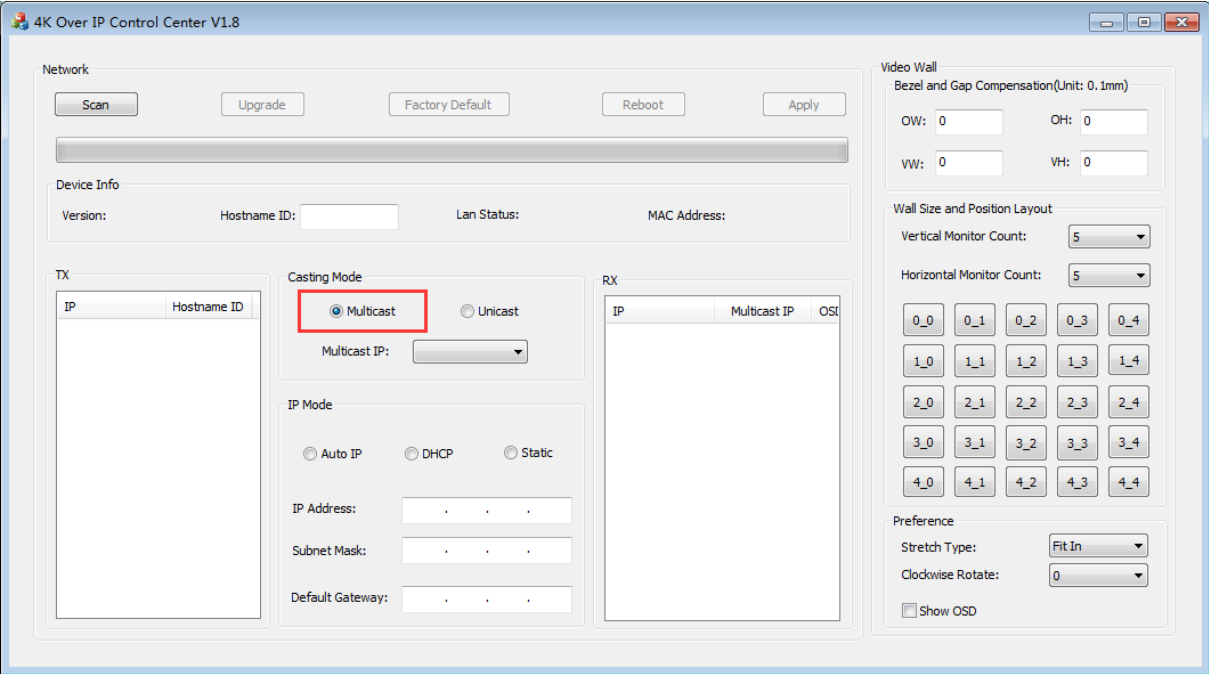 4K Over IP Control Center V1.8
Network
Scan Upgrade Factory Default Reboot Apply
Device Info
Version: Hostname ID: Lan Status: MAC Address:
TX
IP Hostname ID
Casting Mode
Multicast Unicast
Multicast IP:
IP Mode
Auto IP DHCP Static
IP Address: . . .
Subnet Mask: . . .
Default Gateway: . . .
RX
IP Multicast IP OSD
Video Wall
Bezel and Gap Compensation(Unit: 0.1mm)
OW: 0 OH: 0
VW: 0 VH: 0
Wall Size and Position Layout
Vertical Monitor Count: 5
Horizontal Monitor Count: 5
0_0 0_1 0_2 0_3 0_4
1_0 1_1 1_2 1_3 1_4
2_0 2_1 2_2 2_3 2_4
3_0 3_1 3_2 3_3 3_4
4_0 4_1 4_2 4_3 4_4
Preference
Stretch Type: Fit In
Clockwise Rotate: 0
Show OSD